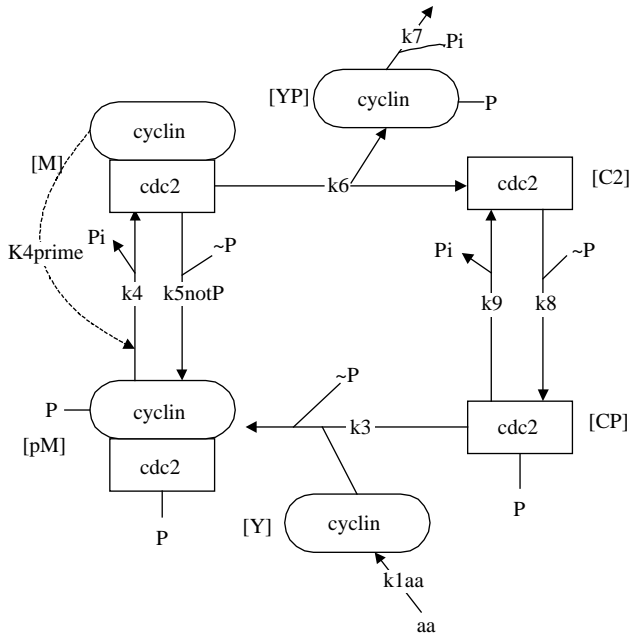 k7
Pi
[YP]
cyclin
P
cyclin
[M]
cdc2
k6
cdc2
[C2]
Pi
~P
K4prime
k4
k5notP
Pi
~P
k9
k8
~P
P
cyclin
k3
cdc2
[CP]
[pM]
cdc2
P
P
[Y]
cyclin
k1aa
aa